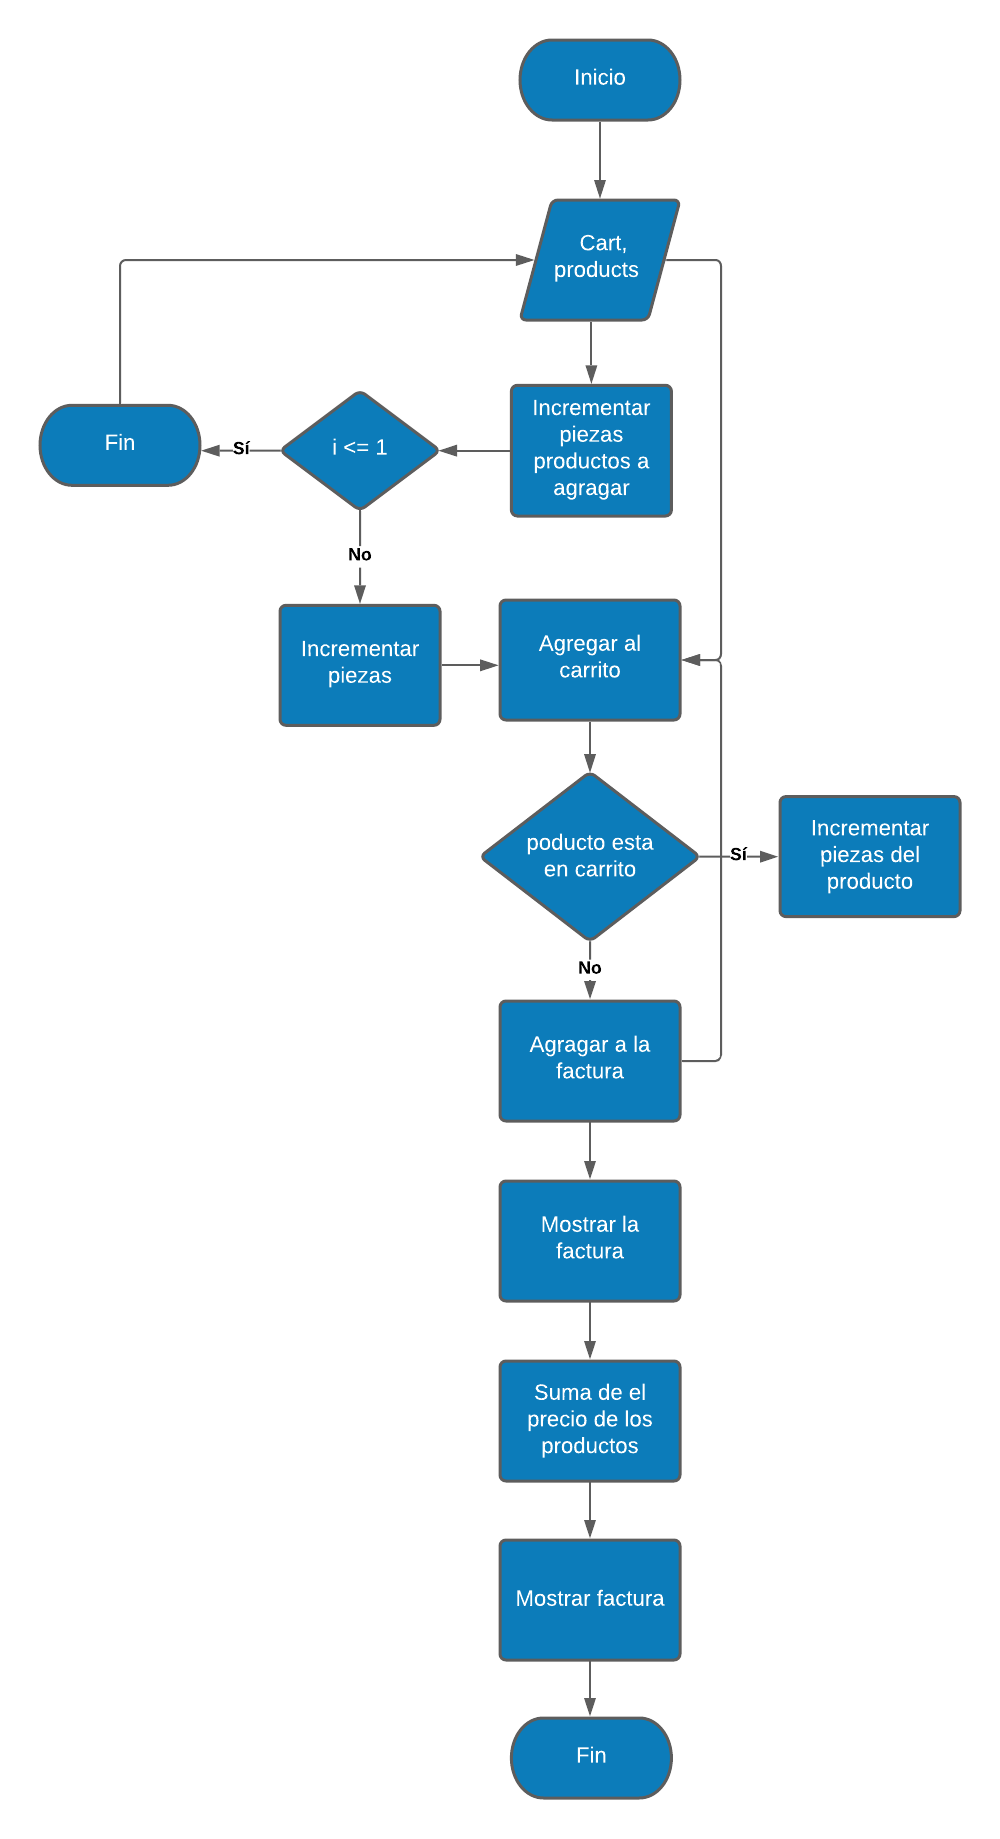 Inicio
Cart,
products
Incrementar
piezas
productos a
agragar
i <= 1
Sí
Fin
No
Incrementar
piezas
Agregar al
carrito
poducto esta
en carrito
Sí
Incrementar
piezas del
producto
No
Agragar a la
factura
Mostrar la
factura
Suma de el
precio de los
productos
Mostrar factura
Fin